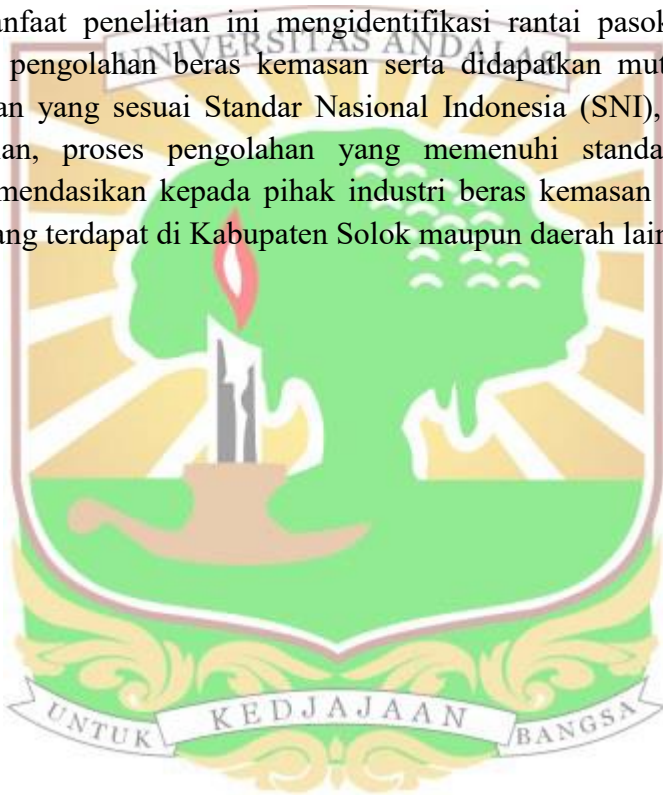 anfaat penelitian ini mengidentifikasi rantai pasok
UNIVERSITAS ANDALAS
pengolahan beras kemasan serta didapatkan mut
an yang sesuai Standar Nasional Indonesia (SNI),
an, proses pengolahan yang memenuhi standa
mendasikan kepada pihak industri beras kemasan
ang terdapat di Kabupaten Solok maupun daerah lain
UNTUK KEDJAJAAN BANGSA